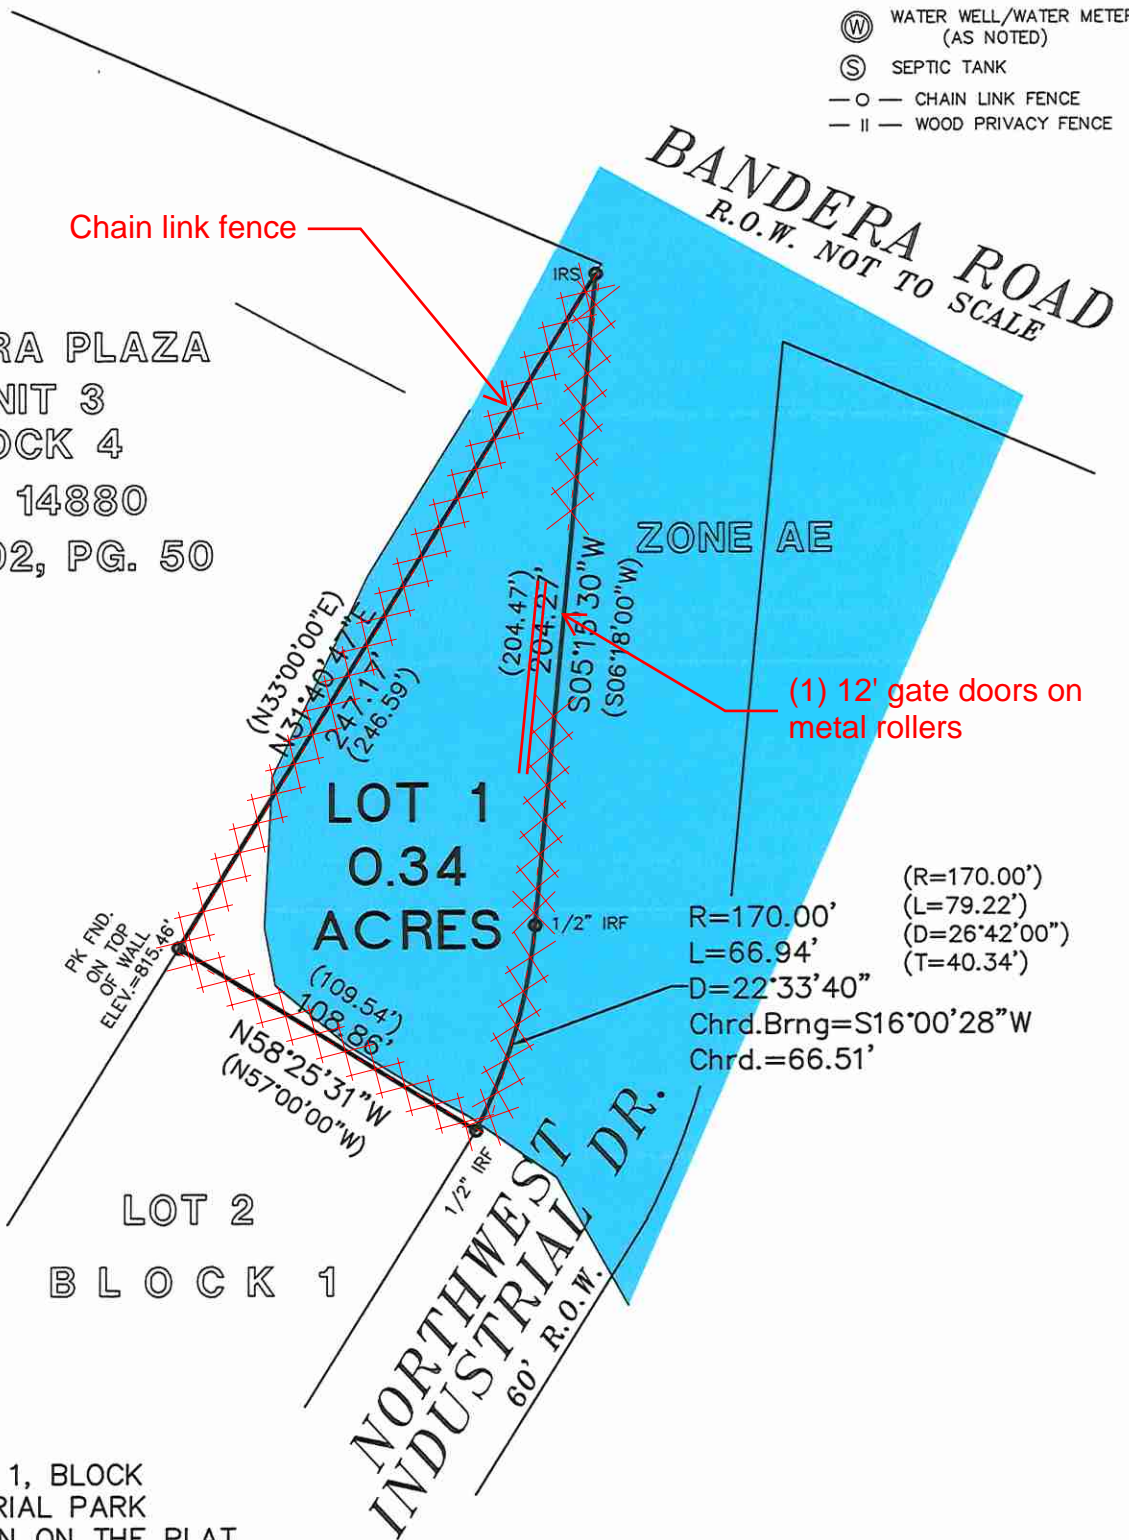 WATER WELL/WATER METER
(AS NOTED)
W
S SEPTIC TANK
CHAIN LINK FENCE
WOOD PRIVACY FENCE
BANDERA ROAD
R.O.W. NOT TO SCALE
Chain link fence
IRS
RA PLAZA
NIT 3
OCK 4
14880
02, PG. 50
ZONE AE
(204.47')
204.27'
S05°15'30"W
(S06°18'00"W)
(N33°00'00"E)
N31°40'47"E
247.17'
(246.59')
(1) 12' gate doors on
metal rollers
LOT 1
0.34
ACRES
1/2" IRF
R=170.00'
L=66.94'
D=22°33'40"
Chrd.Brng=S16°00'28"W
Chrd.=66.51'
(R=170.00')
(L=79.22')
(D=26°42'00")
(T=40.34')
PK FND.
ON TOP
OF WALL
ELEV.=815.46'
(109.54')
108.86'
N58°25'31"W
(N57°00'00"W)
1/2" IRF
LOT 2
BLOCK 1
NORTHWEST
INDUSTRIAL DR.
60' R.O.W.
1, BLOCK
RIAL PARK
N ON THE PLAT